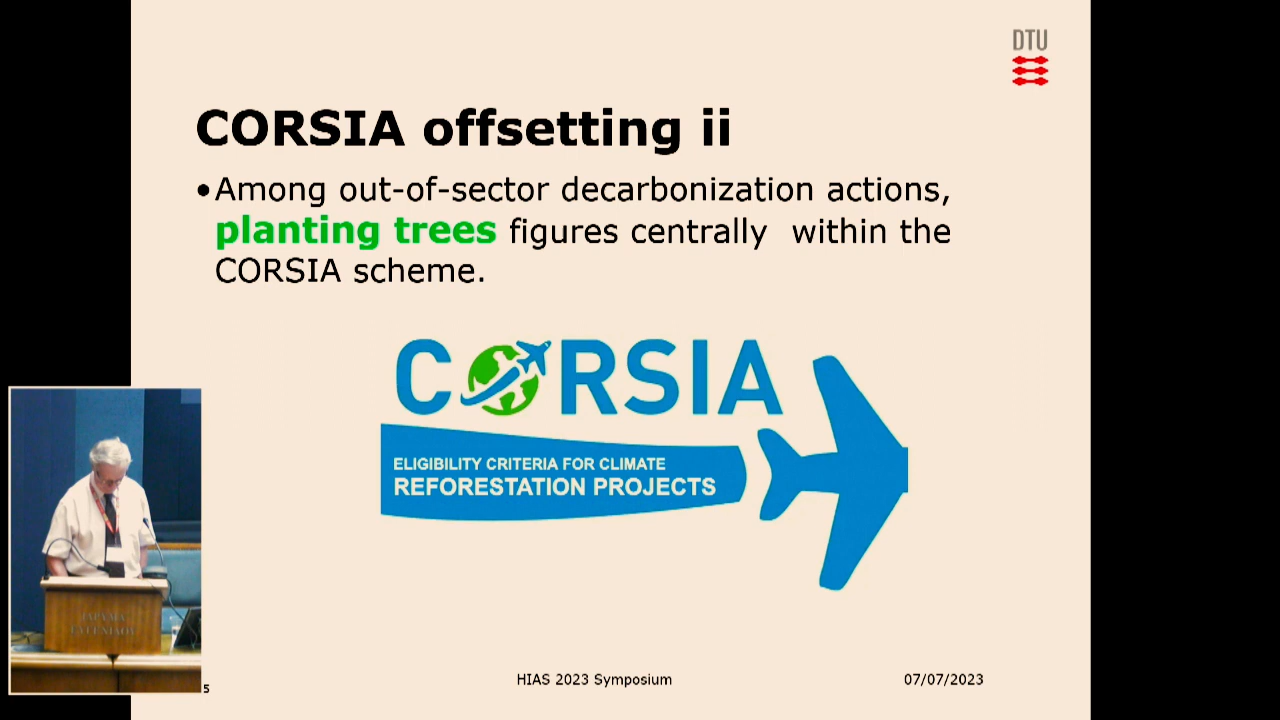 DTU
CORSIA offsetting ii
•Among out-of-sector decarbonization actions,
planting trees figures centrally within the
CORSIA scheme.
CORSIA
ELIGIBILITY CRITERIA FOR CLIMATE
REFORESTATION PROJECTS
5
HIAS 2023 Symposium
07/07/2023